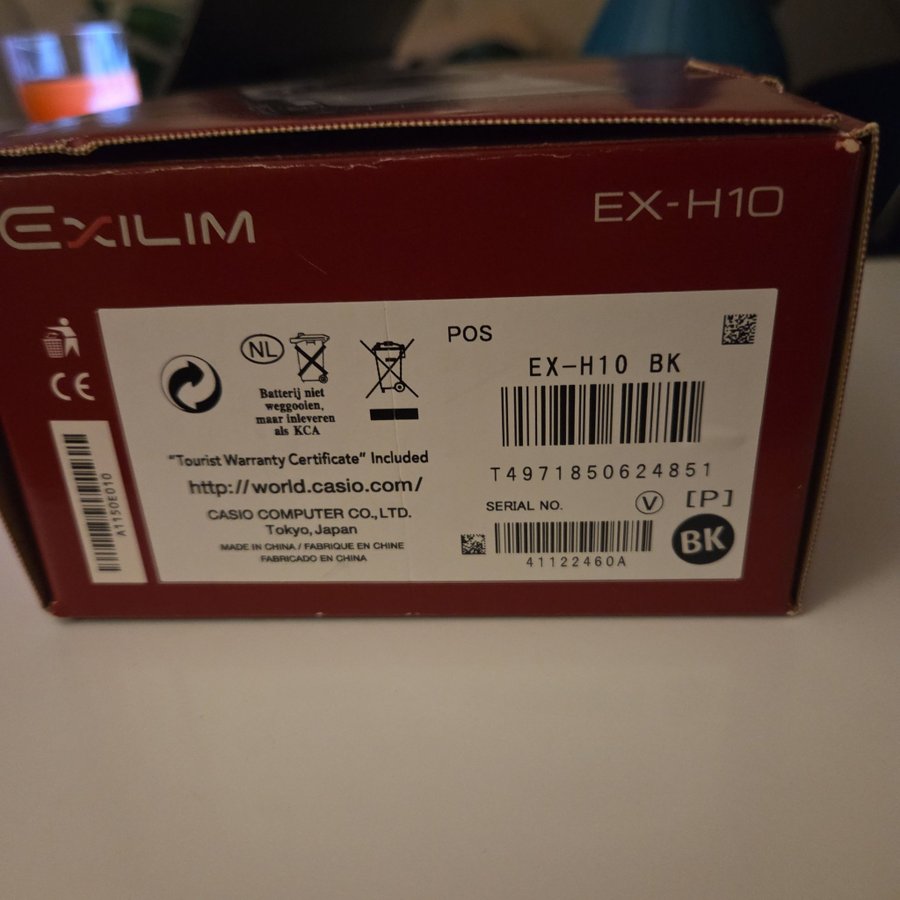 EXILIM
EX-H10
NL
Batterij niet
weggooien,
maar inleveren
als KCA
"Tourist Warranty Certificate" Included
http://world.casio.com/
CASIO COMPUTER CO., LTD.
Tokyo, Japan
MADE IN CHINA / FABRIQUE EN CHINE
FABRICADO EN CHINA
POS
EX-H10 BK
T4971850624851
SERIAL NO.
V [P]
41122460A
BK
CE
A1150E010